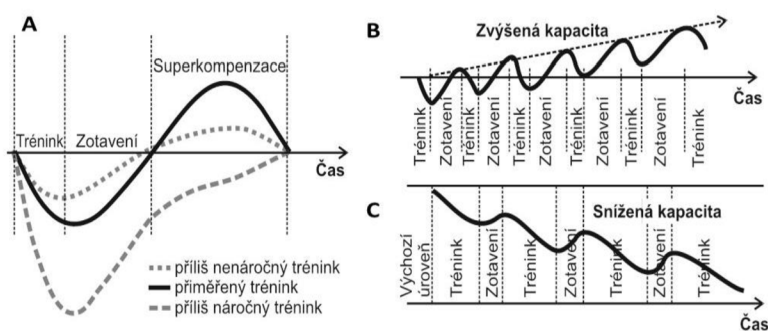 A
Superkompenzace
Trénink
Zotavení
Čas
příliš nenáročný trénink
přiměřený trénink
příliš náročný trénink
B
Zvýšená kapacita
Čas
Trénink
Zotavení
Trénink
Zotavení
Trénink
Zotavení
Trénink
Zotavení
Trénink
Zotavení
Trénink
C
Snížená kapacita
Výchozí
úroveň
Trénink
Zotavení
Trénink
Zotavení
Trénink
Zotavení
Trénink
Čas